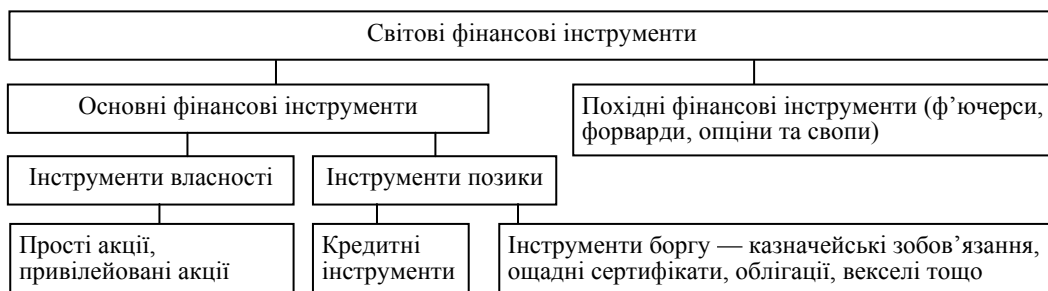 Світові фінансові інструменти
Основні фінансові інструменти
Похідні фінансові інструменти (ф’ючерси,
форварди, опціни та свопи)
Інструменти власності
Інструменти позики
Прості акції,
привілейовані акції
Кредитні
інструменти
Інструменти боргу — казначейські зобов’язання,
ощадні сертифікати, облігації, векселі тощо